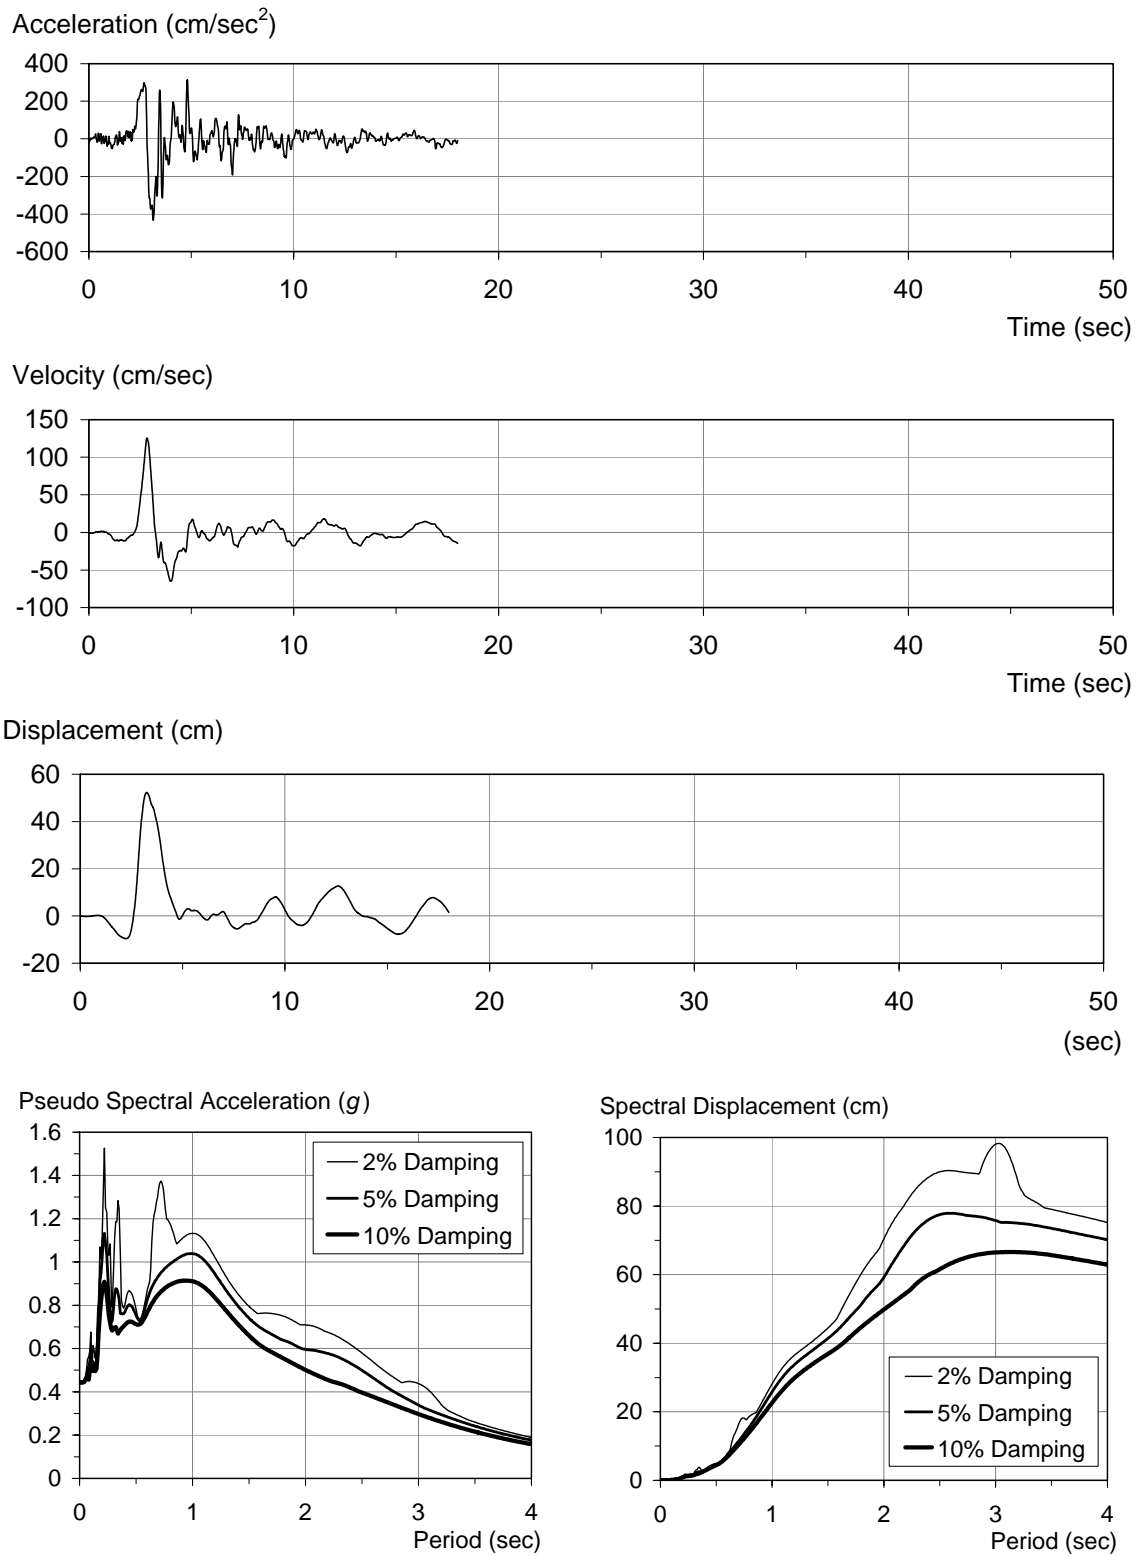 Acceleration (cm/sec²)
400
200
0
-200
-400
-600
0 10 20 30 40 50
Time (sec)
Velocity (cm/sec)
150
100
50
0
-50
-100
0 10 20 30 40 50
Time (sec)
Displacement (cm)
60
40
20
0
-20
0 10 20 30 40 50
(sec)
Pseudo Spectral Acceleration (g)
1.6
1.4
1.2
1
0.8
0.6
0.4
0.2
0
2% Damping
5% Damping
10% Damping
0 1 2 3 4
Period (sec)
Spectral Displacement (cm)
100
80
60
40
20
0
2% Damping
5% Damping
10% Damping
0 1 2 3 4
Period (sec)